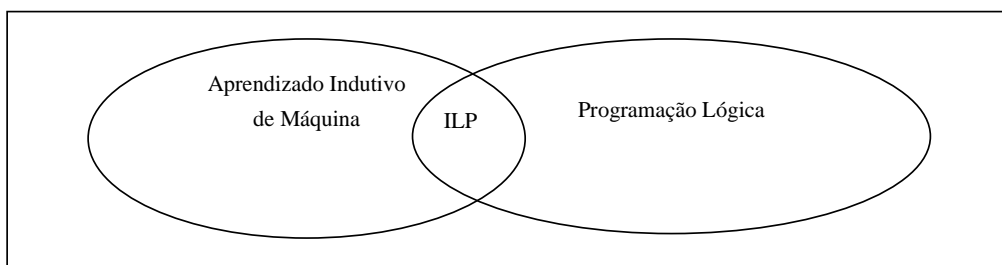 Aprendizado Indutivo
de Máquina
ILP
Programação Lógica